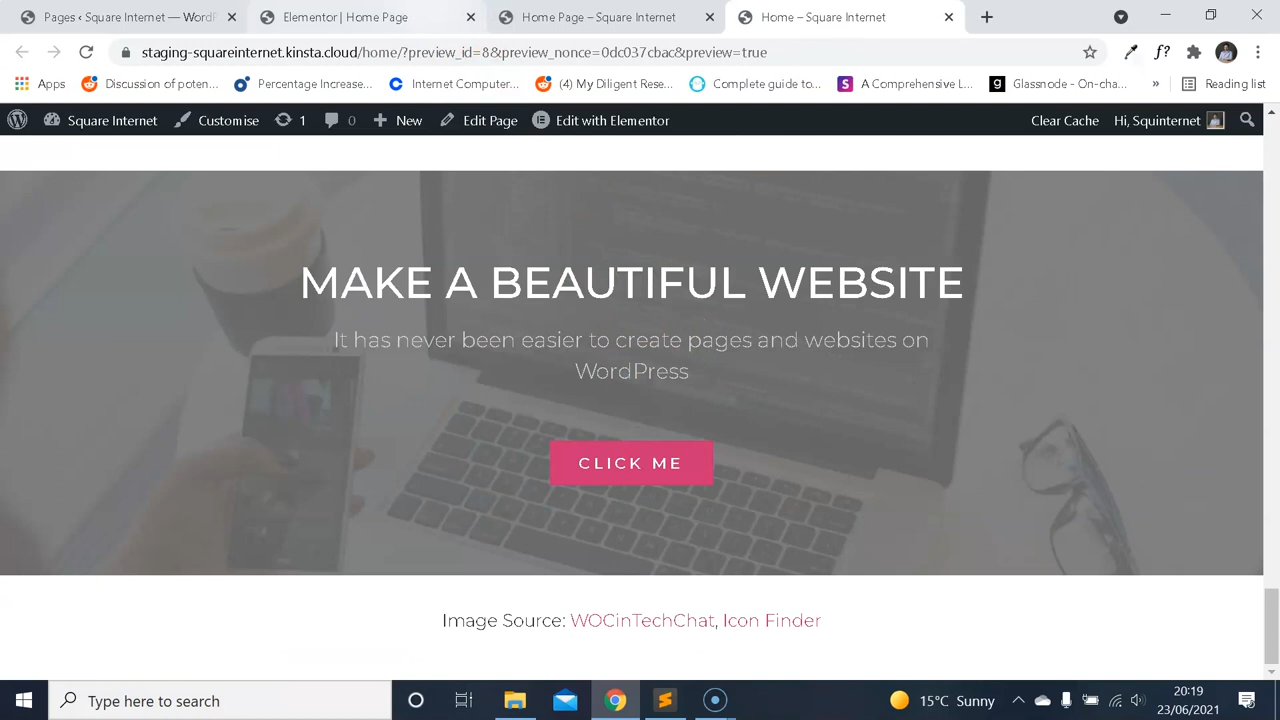 Pages ‹ Square Internet — WordP
Elementor | Home Page
Home Page – Square Internet
Home – Square Internet
staging-squareinternet.kinsta.cloud/home/?preview_id=8&preview_nonce=0dc037cbac&preview=true
f?
Apps
Discussion of poten...
Percentage Increase...
Internet Computer...
(4) My Diligent Rese...
Complete guide to...
S
A Comprehensive L...
g
Glassnode - On-cha...
»
Reading list
Square Internet
Customise
1
0
New
Edit Page
Edit with Elementor
Clear Cache
Hi, Squinternet
MAKE A BEAUTIFUL WEBSITE
It has never been easier to create pages and websites on
WordPress
CLICK ME
Image Source: WOCinTechChat, Icon Finder
Type here to search
15°C Sunny
20:19
23/06/2021